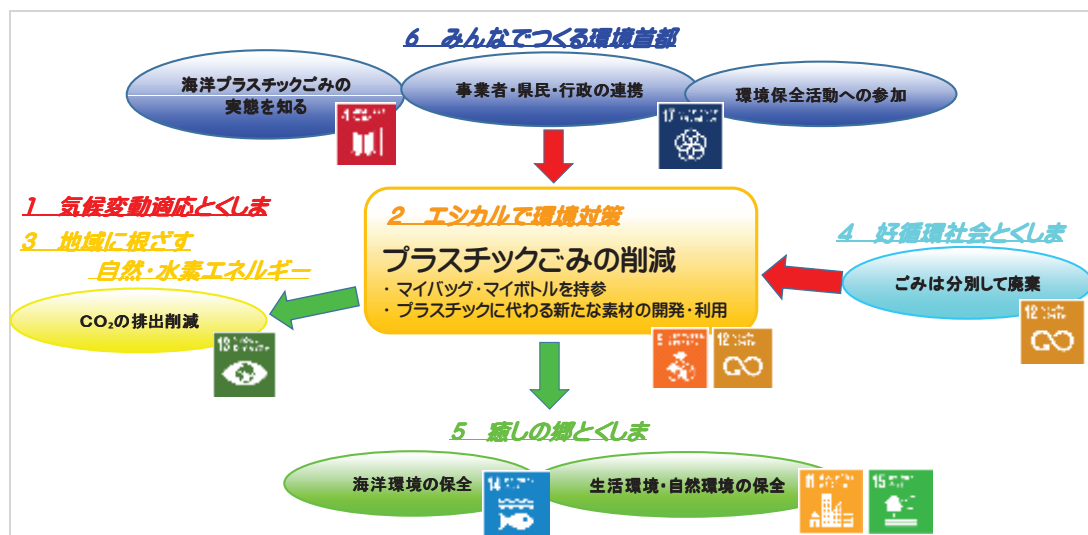 6 みんなでつくる環境首都
海洋プラスチックごみの
実態を知る
事業者・県民・行政の連携
環境保全活動への参加
4
17
1 気候変動適応とくしま
3 地域に根ざす
自然・水素エネルギー
CO₂の排出削減
13
2 エシカルで環境対策
プラスチックごみの削減
・ マイバッグ・マイボトルを持参
・ プラスチックに代わる新たな素材の開発・利用
9
12
4 好循環社会とくしま
ごみは分別して廃棄
12
5 癒しの郷とくしま
海洋環境の保全
14
生活環境・自然環境の保全
11
15